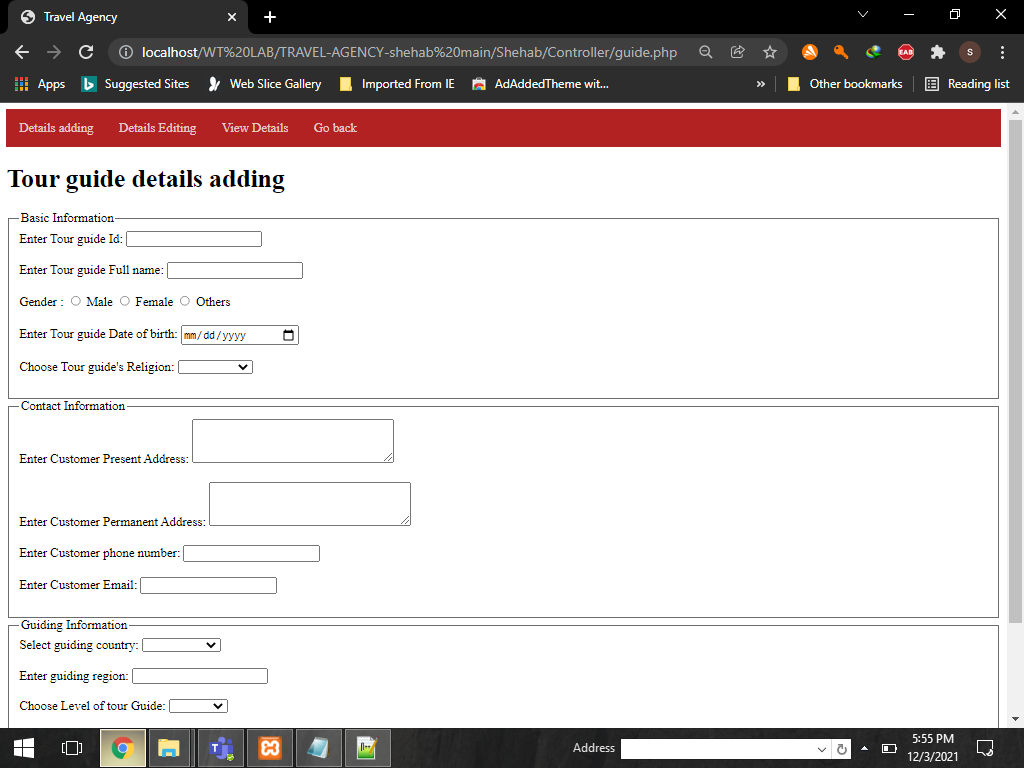 Travel Agency
localhost/WT%20LAB/TRAVEL-AGENCY-shehab%20main/Shehab/Controller/guide.php
EAB
S
Apps
b
Suggested Sites
Web Slice Gallery
Imported From IE
AdAddedTheme wit...
»
Other bookmarks
Reading list
Details adding
Details Editing
View Details
Go back
Tour guide details adding
Basic Information
Enter Tour guide Id:
Enter Tour guide Full name:
Gender : Male Female Others
Enter Tour guide Date of birth: mm/dd/yyyy
Choose Tour guide's Religion:
Contact Information
Enter Customer Present Address:
Enter Customer Permanent Address:
Enter Customer phone number:
Enter Customer Email:
Guiding Information
Select guiding country:
Enter guiding region:
Choose Level of tour Guide:
Address
5:55 PM
12/3/2021